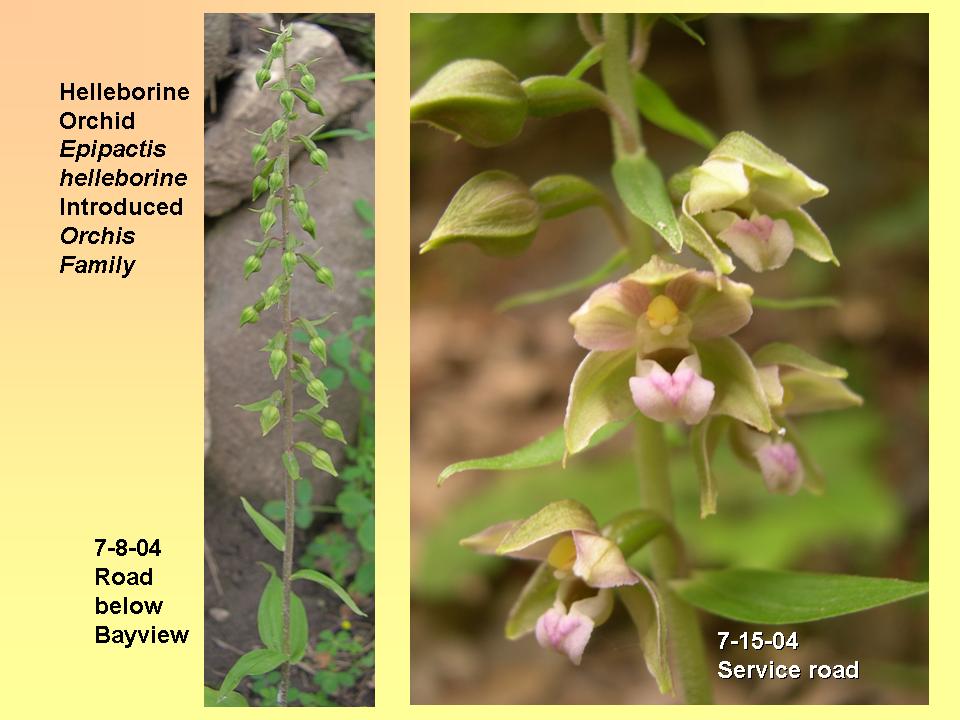 Helleborine
Orchid
Epipactis
helleborine
Introduced
Orchis
Family
7-8-04
Road
below
Bayview
7-15-04
Service road